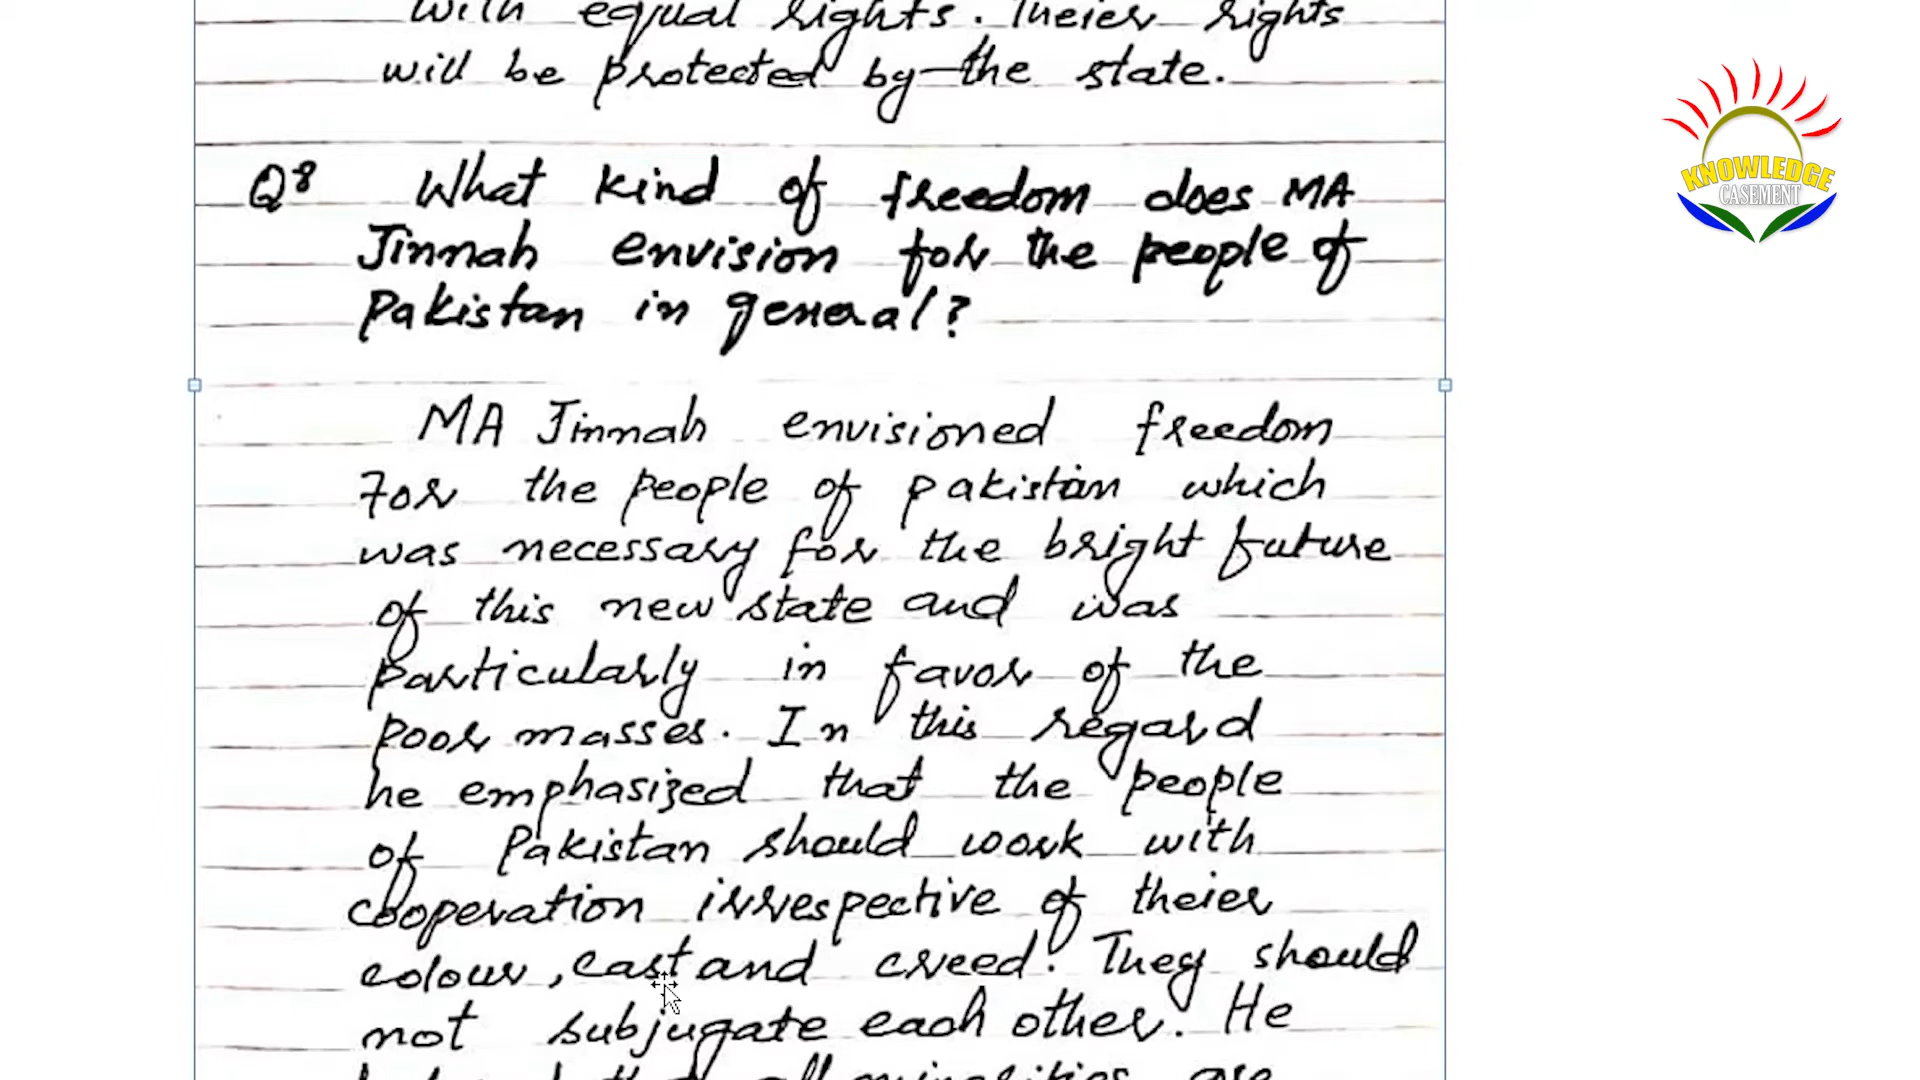 with equal rights. Theier rights
will be protected by the state.
Q8 What kind of freedom does MA
Jinnah envision for the people of
Pakistan in general?
MA Jinnah envisioned freedom
For the people of pakistan which
was necessary for the bright future
of this new state and was
particularly in favor of the
poor masses. In this regard
he emphasized that the people
of Pakistan should work with
cooperation irrespective of theier
colour, cast and creed. They should
not subjugate each other. He
that all minorities are
KNOWLEDGE
CASEMENT